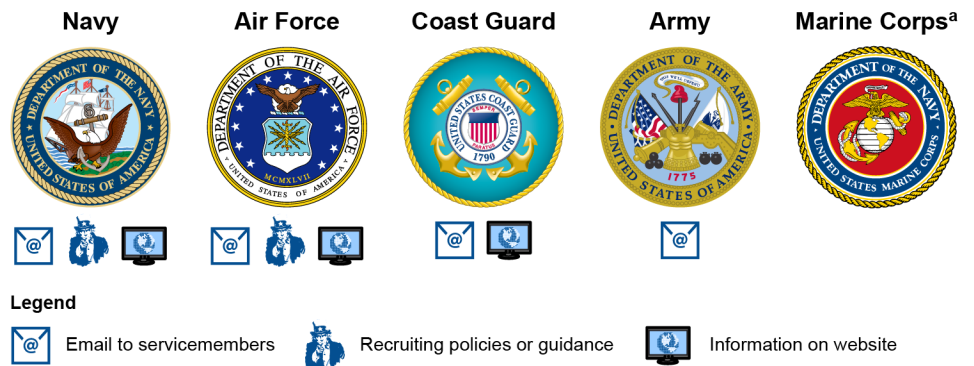 Navy
Air Force
Coast Guard
Army
Marine Corpsª
DEPARTMENT OF THE NAVY
UNITED STATES OF AMERICA
DEPARTMENT OF THE AIR FORCE
MCMXLVII
UNITED STATES OF AMERICA
UNITED STATES COAST GUARD
SEMPER
PARATUS
1790
DEPARTMENT OF THE ARMY
THIS WE'LL DEFEND
1775
UNITED STATES OF AMERICA
DEPARTMENT OF THE NAVY
UNITED STATES MARINE CORPS
@
@
@
@
Legend
@ Email to servicemembers
Recruiting policies or guidance
Information on website